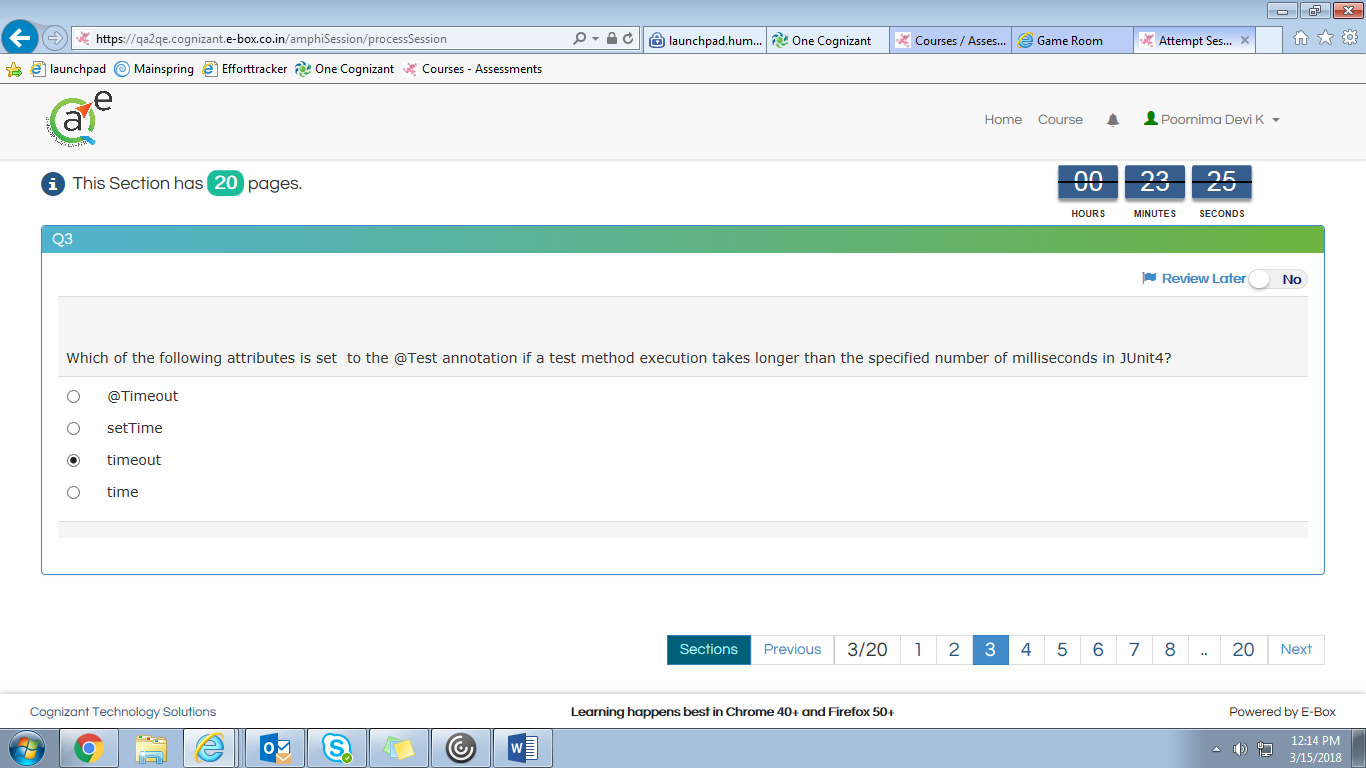 https://qa2qe.cognizant.e-box.co.in/amphiSession/processSession
launchpad.hum...
One Cognizant
Courses / Asses...
Game Room
Attempt Ses...
launchpad
Mainspring
Efforttracker
One Cognizant
Courses - Assessments
a e
Home
Course
Poornima Devi K
This Section has 20 pages.
00 23 25
HOURS MINUTES SECONDS
Q3
Review Later No
Which of the following attributes is set  to the @Test annotation if a test method execution takes longer than the specified number of milliseconds in JUnit4?
@Timeout
setTime
timeout
time
Sections Previous 3/20 1 2 3 4 5 6 7 8 .. 20 Next
Cognizant Technology Solutions
Learning happens best in Chrome 40+ and Firefox 50+
Powered by E-Box
12:14 PM
3/15/2018